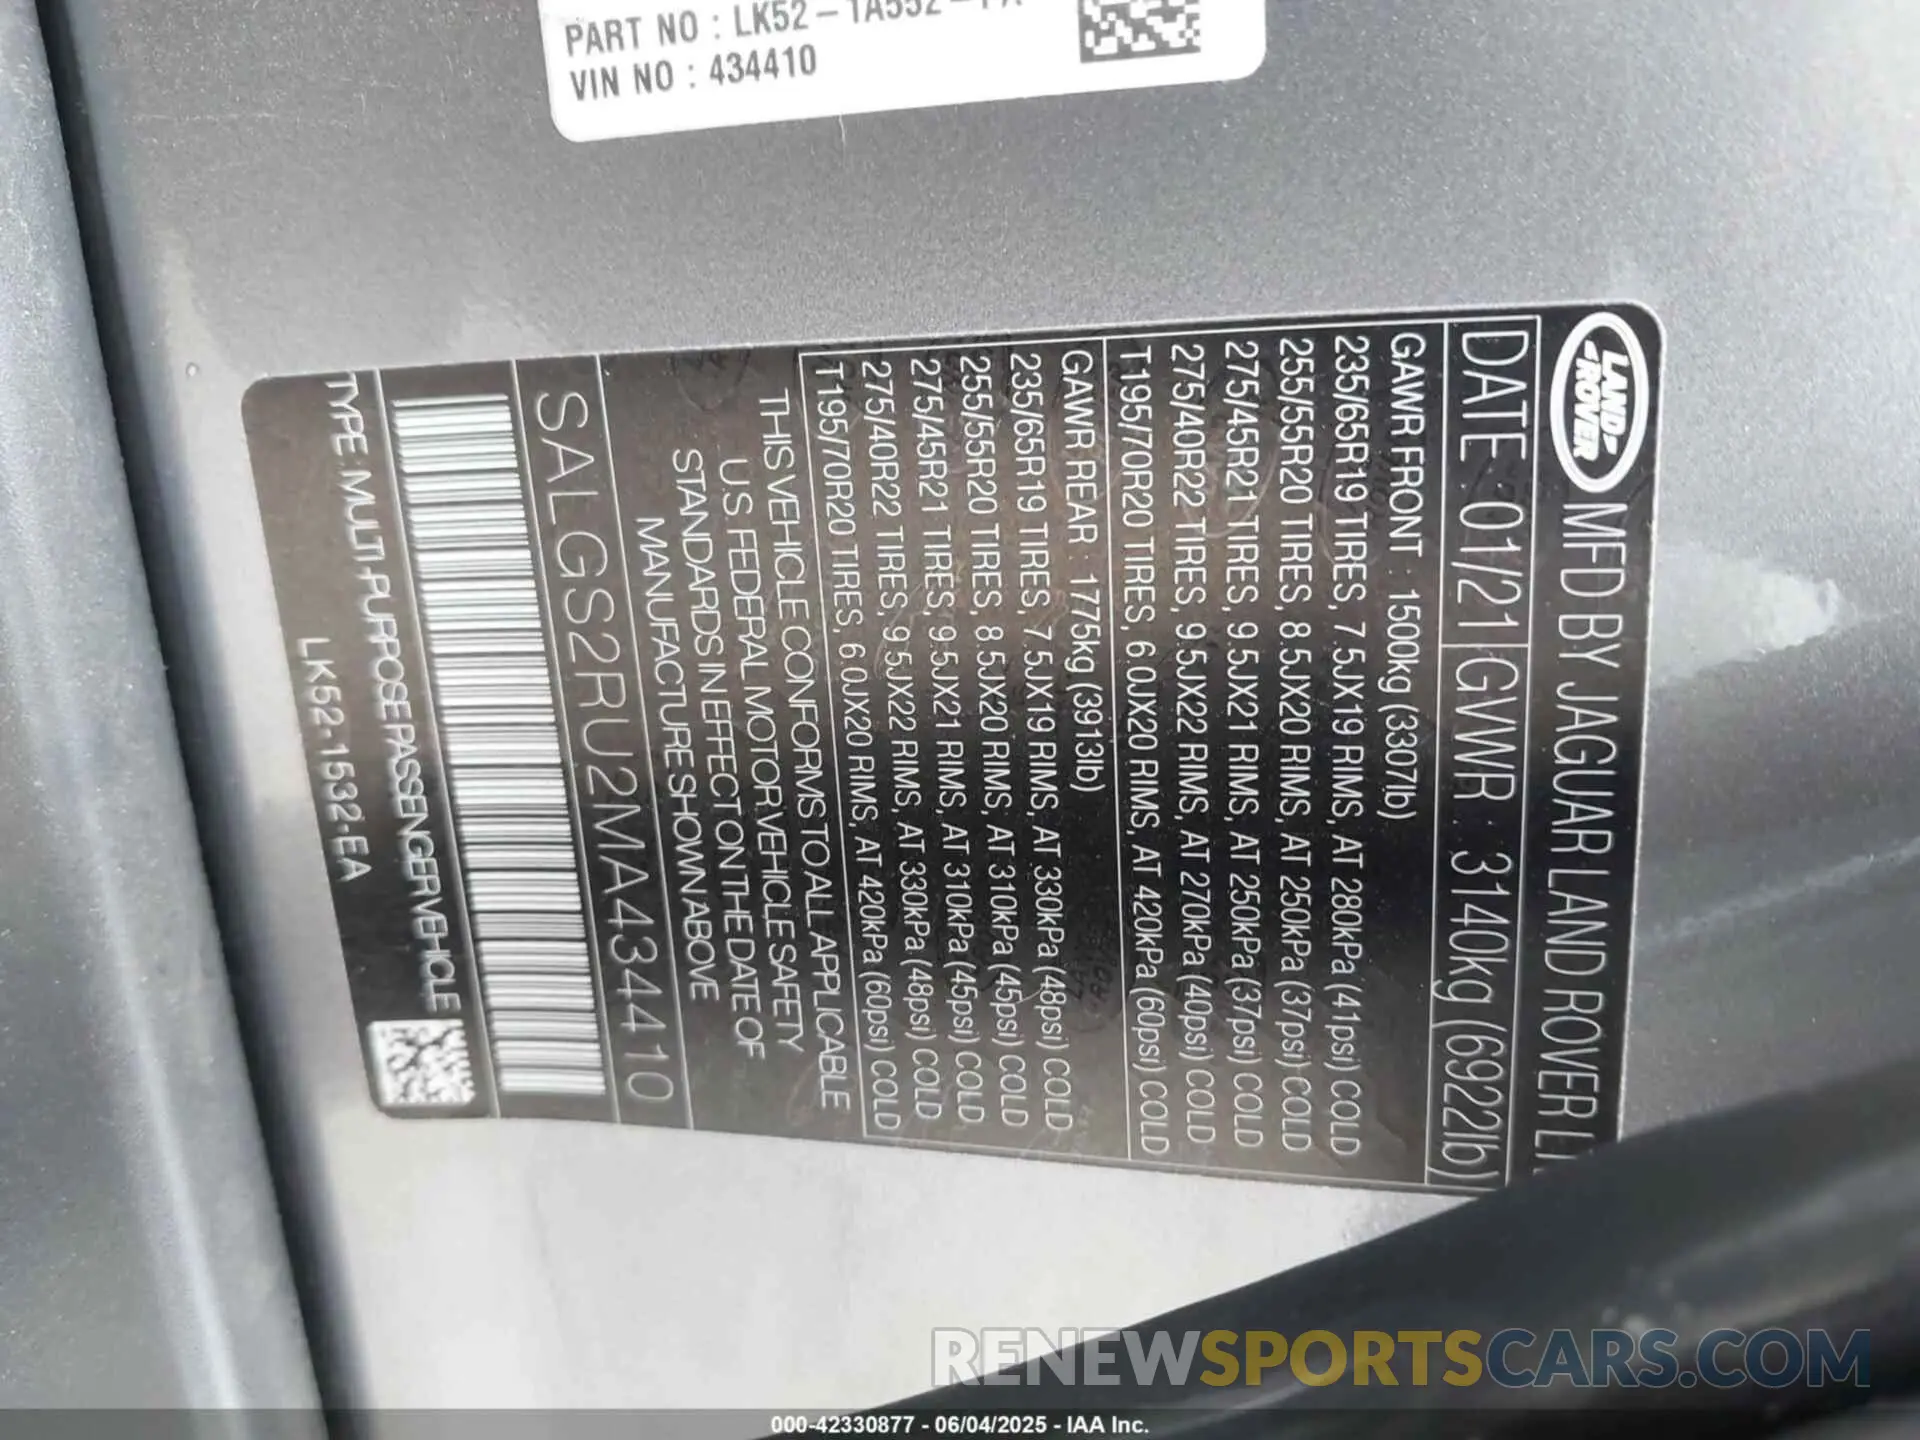 PART NO : LK52-1A552-
VIN NO : 434410
LAND
ROVER
MFD BY JAGUAR LAND ROVER
DATE 01/21 GWR : 3140kg (6922lb)
GAWR FRONT : 1500kg (3307lb)
235/65R19 TIRES, 7.5JX19 RIMS, AT 280kPa (41psi) COLD
255/55R20 TIRES, 8.5JX20 RIMS, AT 250kPa (37psi) COLD
275/45R21 TIRES, 9.5JX21 RIMS, AT 250kPa (37psi) COLD
275/40R22 TIRES, 9.5JX22 RIMS, AT 270kPa (40psi) COLD
T195/70R20 TIRES, 6.0JX20 RIMS, AT 420kPa (60psi) COLD
GAWR REAR : 1775kg (3913lb)
235/65R19 TIRES, 7.5JX19 RIMS, AT 330kPa (48psi) COLD
255/55R20 TIRES, 8.5JX20 RIMS, AT 310kPa (45psi) COLD
275/45R21 TIRES, 9.5JX21 RIMS, AT 310kPa (45psi) COLD
275/40R22 TIRES, 9.5JX22 RIMS, AT 330kPa (48psi) COLD
T195/70R20 TIRES, 6.0JX20 RIMS, AT 420kPa (60psi) COLD
THIS VEHICLE CONFORMS TO ALL APPLICABLE
U.S. FEDERAL MOTOR VEHICLE SAFETY
STANDARDS IN EFFECT ON THE DATE OF
MANUFACTURE SHOWN ABOVE
SALGS2RU2MA434410
TYPE : MULTI-PURPOSE PASSENGER VEHICLE
LK52-1532-EA
RENEWSPORTSCARS.COM
000-42330877 - 06/04/2025 - IAA Inc.